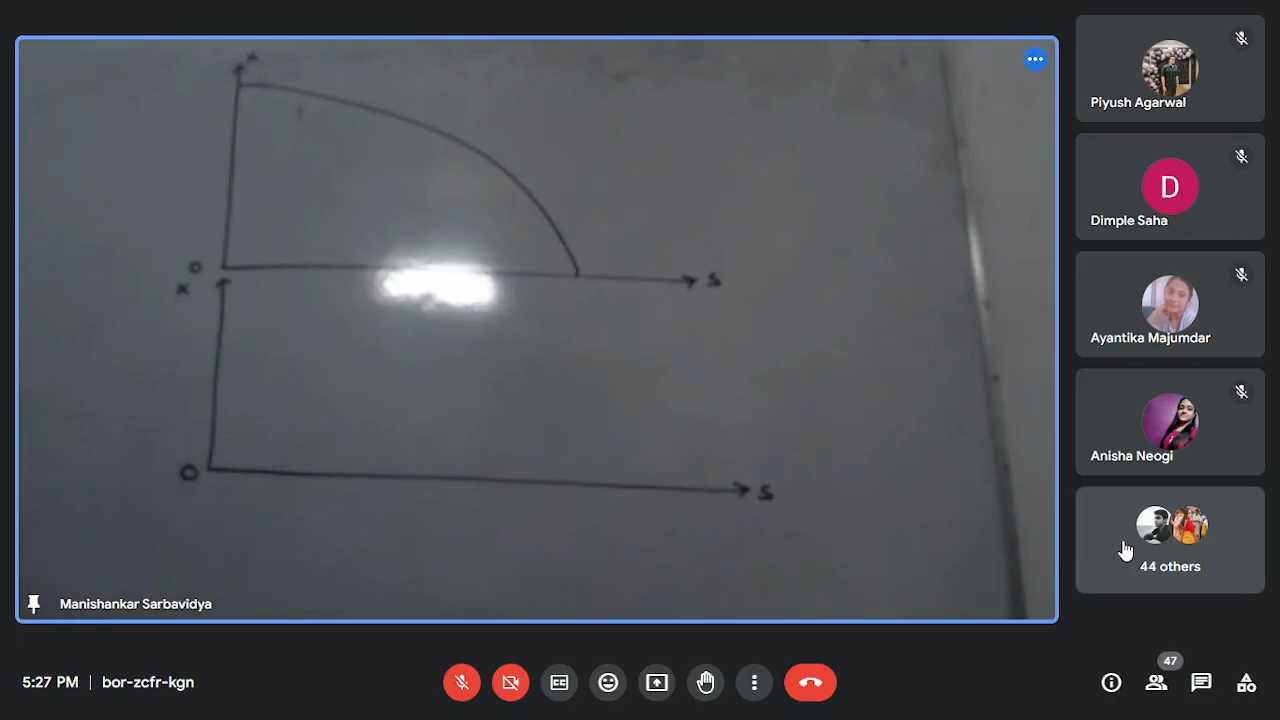 x
Piyush Agarwal
Dimple Saha
D
Ayantika Majumdar
Anisha Neogi
44 others
O
x
S
O
S
Manishankar Sarbavidya
5:27 PM | bor-zcfr-kgn
CC
47